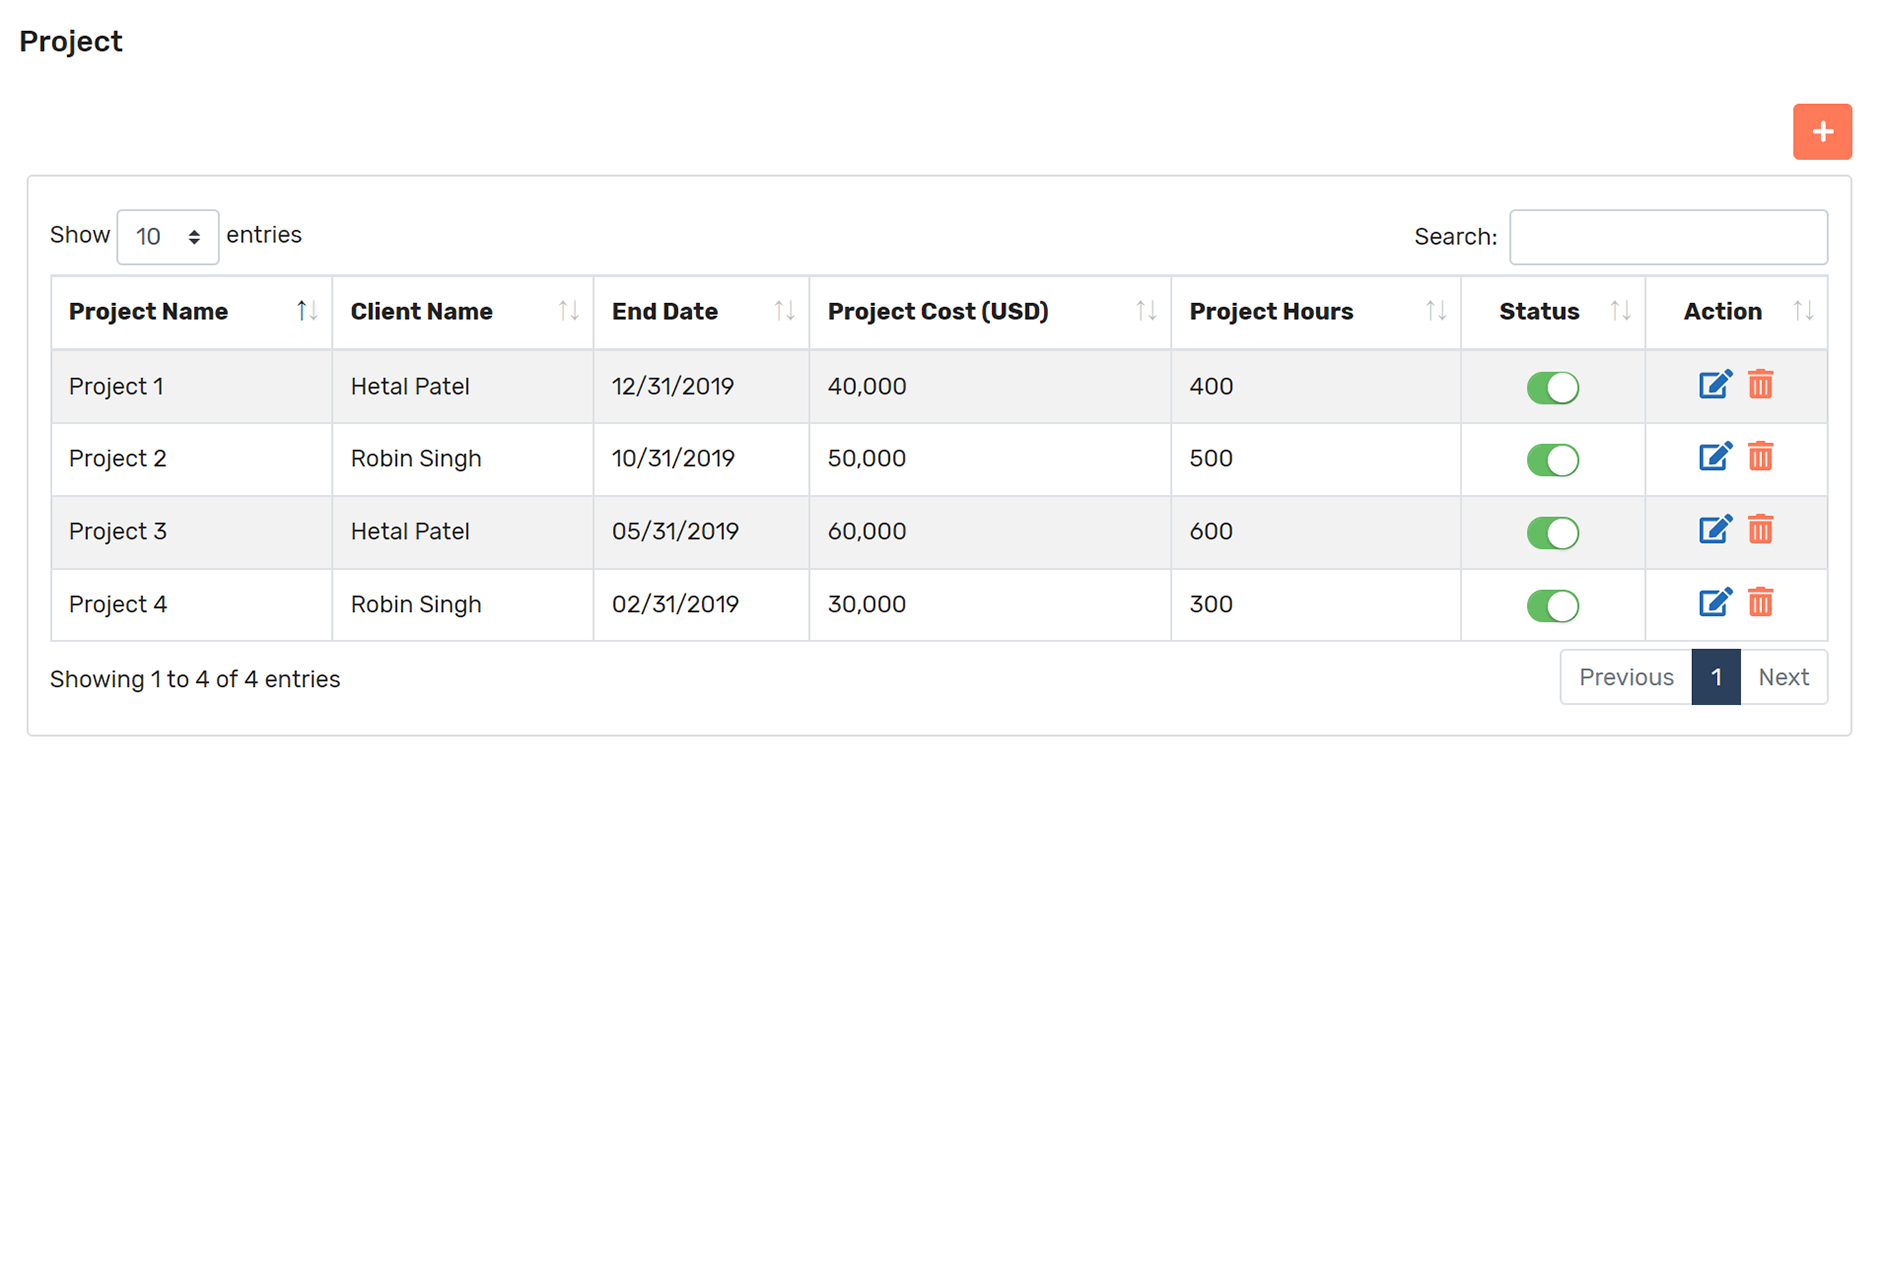 Project
+
Show 10 entries Search:
Project Name Client Name End Date Project Cost (USD) Project Hours Status Action
Project 1 Hetal Patel 12/31/2019 40,000 400
Project 2 Robin Singh 10/31/2019 50,000 500
Project 3 Hetal Patel 05/31/2019 60,000 600
Project 4 Robin Singh 02/31/2019 30,000 300
Showing 1 to 4 of 4 entries Previous 1 Next